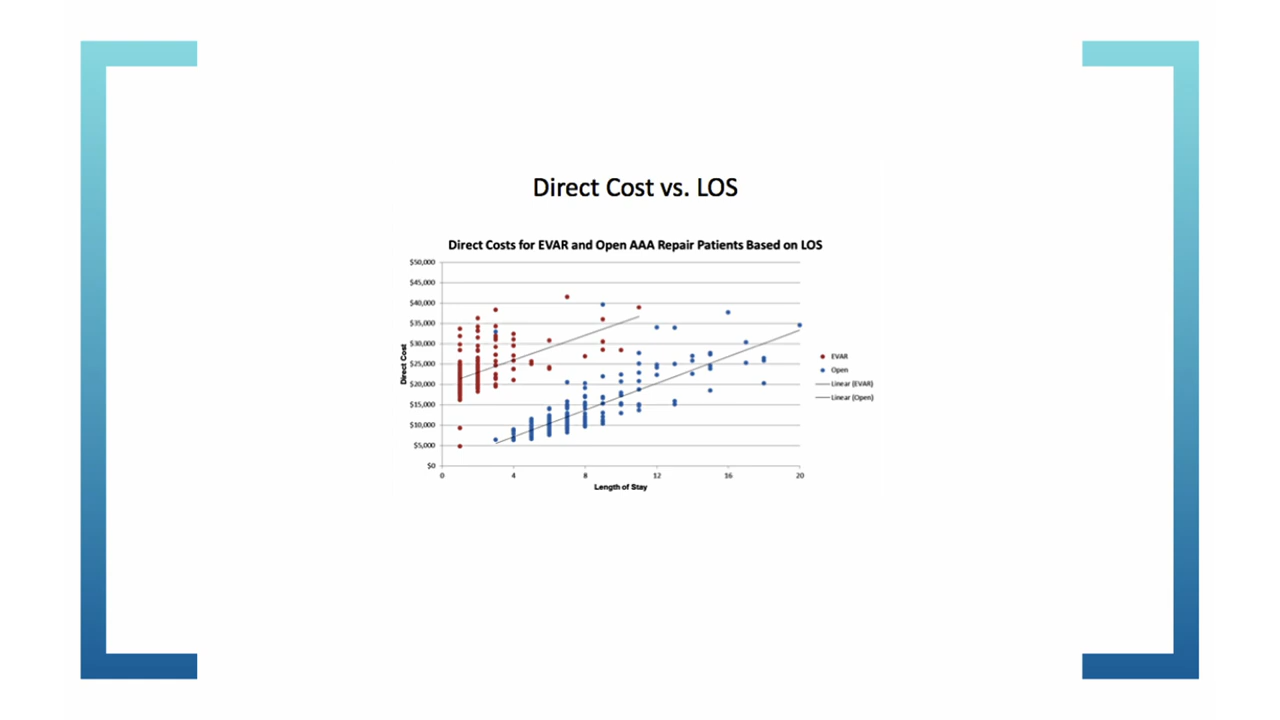 Direct Cost vs. LOS
Direct Costs for EVAR and Open AAA Repair Patients Based on LOS
$50,000
$45,000
$40,000
$35,000
$30,000
$25,000
$20,000
$15,000
$10,000
$5,000
$0
Direct Cost
0 4 8 12 16 20
Length of Stay
EVAR
Open
Linear (EVAR)
Linear (Open)